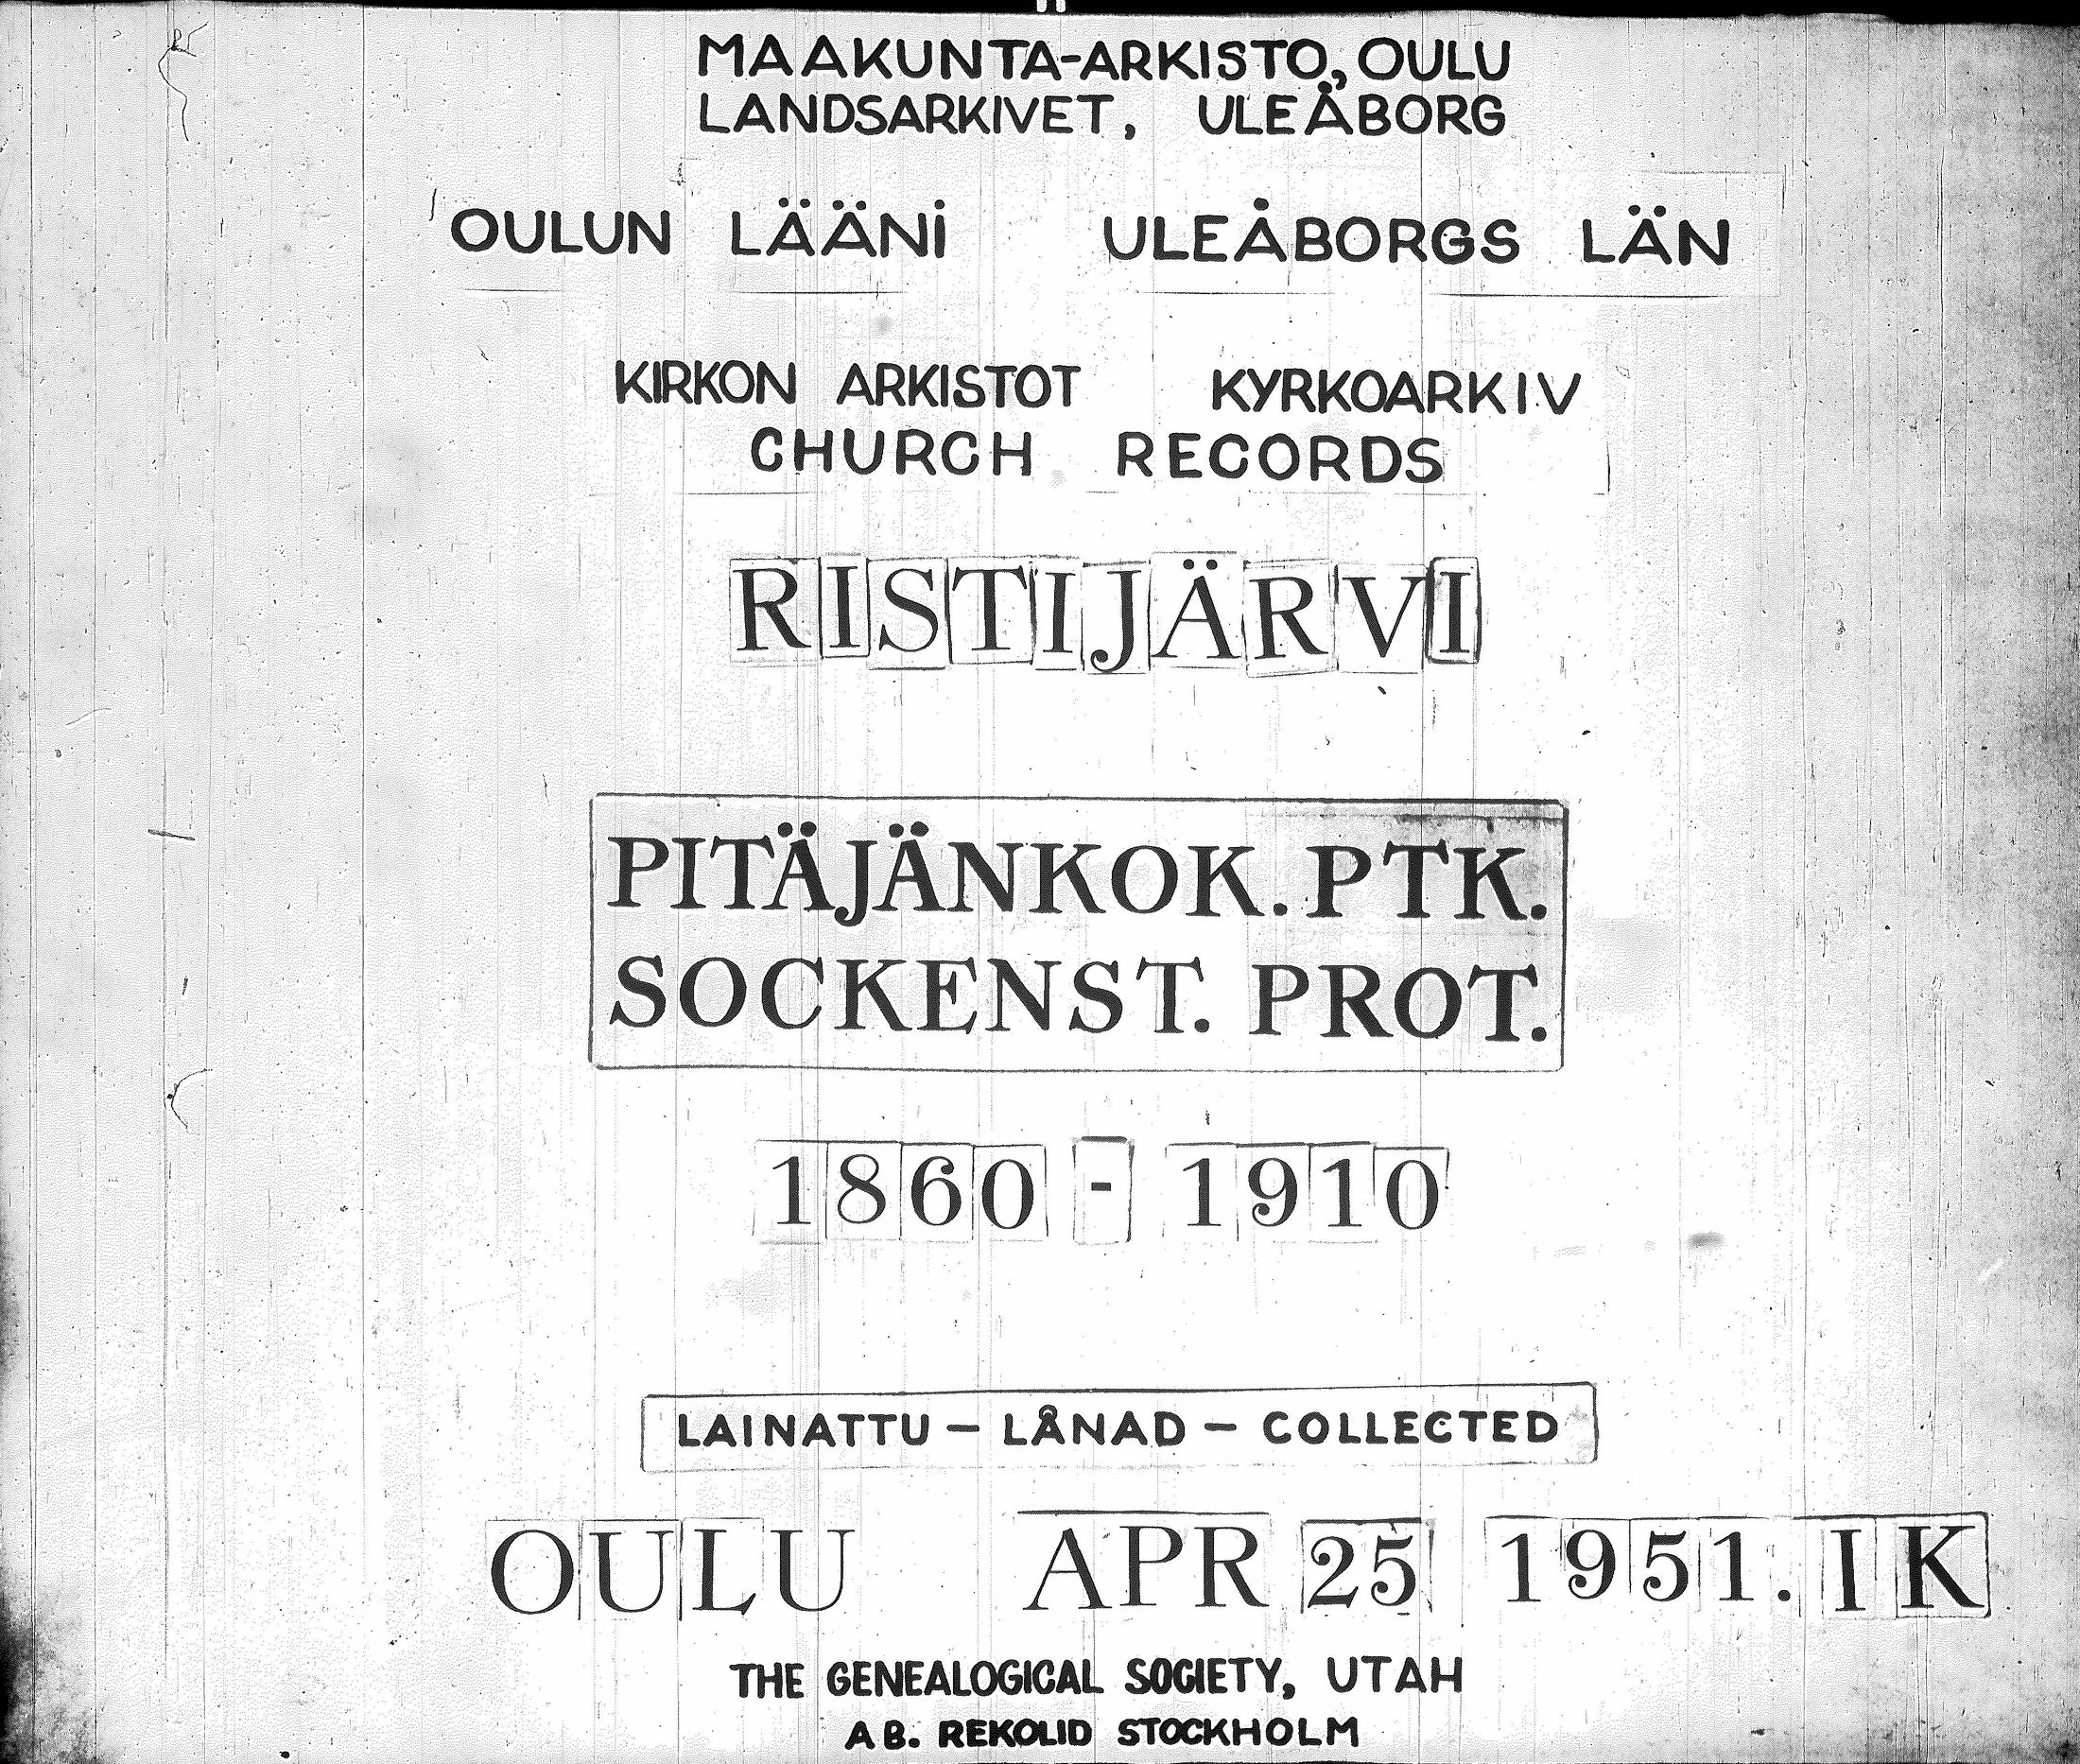 MAAKUNTA-ARKISTO, OULU
LANDSARKIVET, ULEÅBORG
OULUN LÄÄNI ULEÅBORGS LÄN
KIRKON ARKISTOT KYRKOARKIV
CHURCH RECORDS
RISTIJÄRVI
PITÄJÄNKOK. PTK.
SOCKENST. PROT.
1860 - 1910
LAINATTU - LÅNAD - COLLECTED
OULU APR 25 1951. IK
THE GENEALOGICAL SOCIETY, UTAH
AB. REKOLID STOCKHOLM